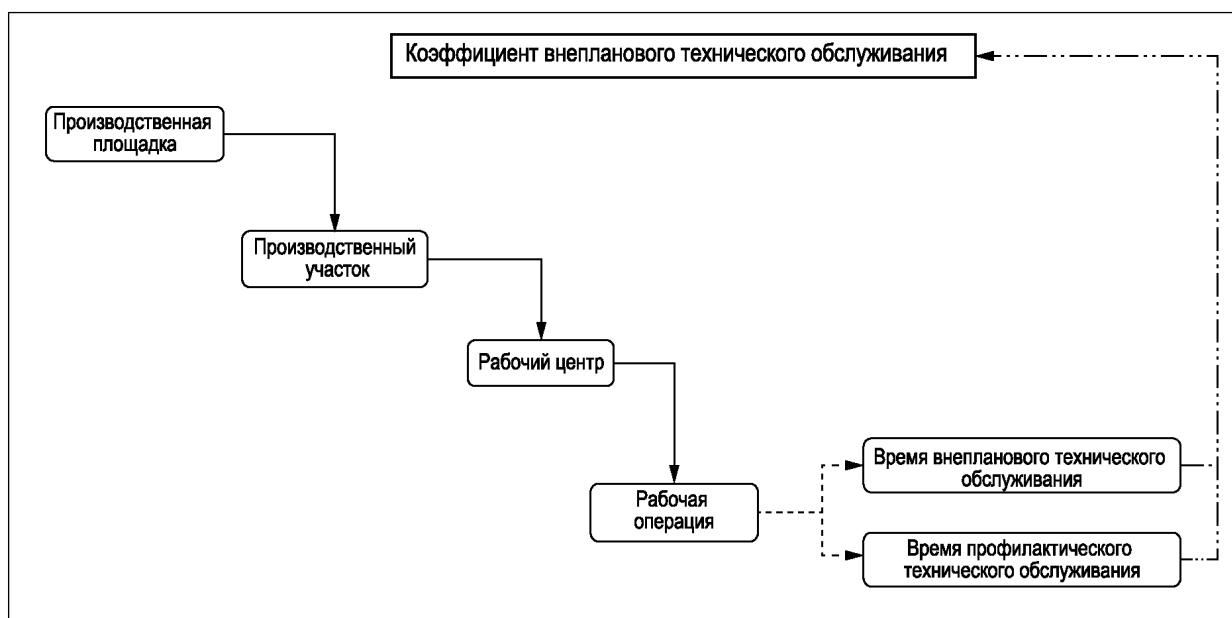 Коэффициент внепланового технического обслуживания
Производственная
площадка
Производственный
участок
Рабочий центр
Рабочая
операция
Время внепланового технического
обслуживания
Время профилактического
технического обслуживания